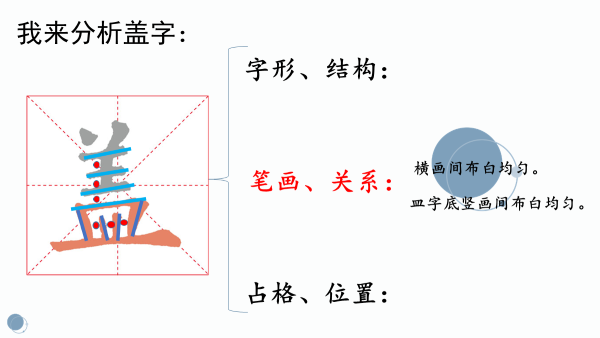 我来分析盖字：
盖
字形、结构：
笔画、关系：
横画间布白均匀。
皿字底竖画间布白均匀。
占格、位置：